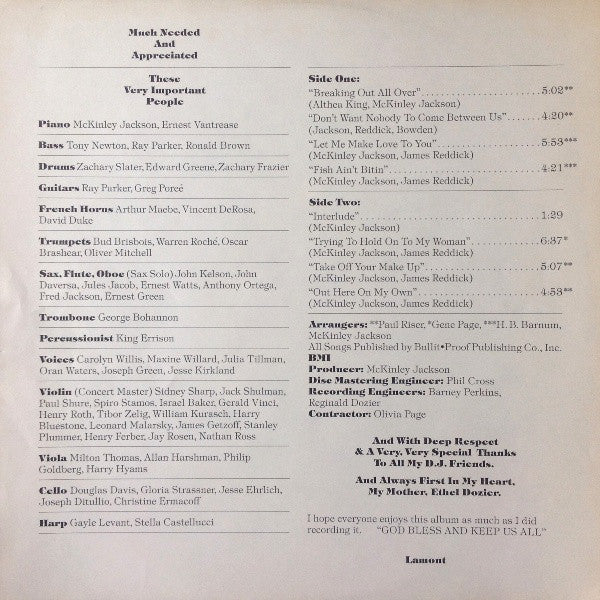 Much Needed
And
Appreciated
These
Very Important
People
Piano McKinley Jackson, Ernest Vantrease
Bass Tony Newton, Ray Parker, Ronald Brown
Drums Zachary Slater, Edward Greene, Zachary Frazier
Guitars Ray Parker, Greg Poreé
French Horns Arthur Maebe, Vincent DeRosa,
David Duke
Trumpets Bud Brisbois, Warren Roché, Oscar
Brashear, Oliver Mitchell
Sax, Flute, Oboe (Sax Solo) John Kelson, John
Daversa, Jules Jacob, Ernest Watts, Anthony Ortega,
Fred Jackson, Ernest Green
Trombone George Bohannon
Percussionist King Errison
Voices Carolyn Willis, Maxine Willard, Julia Tillman,
Oran Waters, Joseph Green, Jesse Kirkland
Violin (Concert Master) Sidney Sharp, Jack Shulman,
Paul Shure, Spiro Stamos, Israel Baker, Gerald Vinci,
Henry Roth, Tibor Zelig, William Kurasch, Harry
Bluestone, Leonard Malarsky, James Getzoff, Stanley
Plummer, Henry Ferber, Jay Rosen, Nathan Ross
Viola Milton Thomas, Allan Harshman, Philip
Goldberg, Harry Hyams
Cello Douglas Davis, Gloria Strassner, Jesse Ehrlich,
Joseph Ditullio, Christine Ermacoff
Harp Gayle Levant, Stella Castellucci
Side One:
"Breaking Out All Over" 5:02**
(Althea King, McKinley Jackson)
"Don't Want Nobody To Come Between Us" 4:20**
(Jackson, Reddick, Bowden)
"Let Me Make Love To You" 5:53***
(McKinley Jackson, James Reddick)
"Fish Ain't Bitin" 4:21***
(McKinley Jackson, James Reddick)
Side Two:
"Interlude" 1:29
(McKinley Jackson)
"Trying To Hold On To My Woman" 6:37*
(McKinley Jackson, James Reddick)
"Take Off Your Make Up" 5:07**
(McKinley Jackson, James Reddick)
"Out Here On My Own" 4:53**
(McKinley Jackson, James Reddick)
Arrangers: **Paul Riser, *Gene Page, ***H. B. Barnum,
McKinley Jackson
All Songs Published by Bullit•Proof Publishing Co., Inc.
BMI
Producer: McKinley Jackson
Disc Mastering Engineer: Phil Cross
Recording Engineers: Barney Perkins,
Reginald Dozier
Contractor: Olivia Page
And With Deep Respect
& A Very, Very Special Thanks
To All My D.J. Friends.
And Always First In My Heart,
My Mother, Ethel Dozier.
I hope everyone enjoys this album as much as I did
recording it. "GOD BLESS AND KEEP US ALL"
Lamont